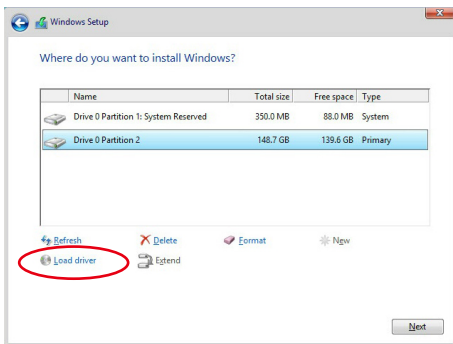 Windows Setup
Where do you want to install Windows?
Name Total size Free space Type
Drive 0 Partition 1: System Reserved 350.0 MB 88.0 MB System
Drive 0 Partition 2 148.7 GB 139.6 GB Primary
Refresh Delete Format New
Load driver Extend
Next